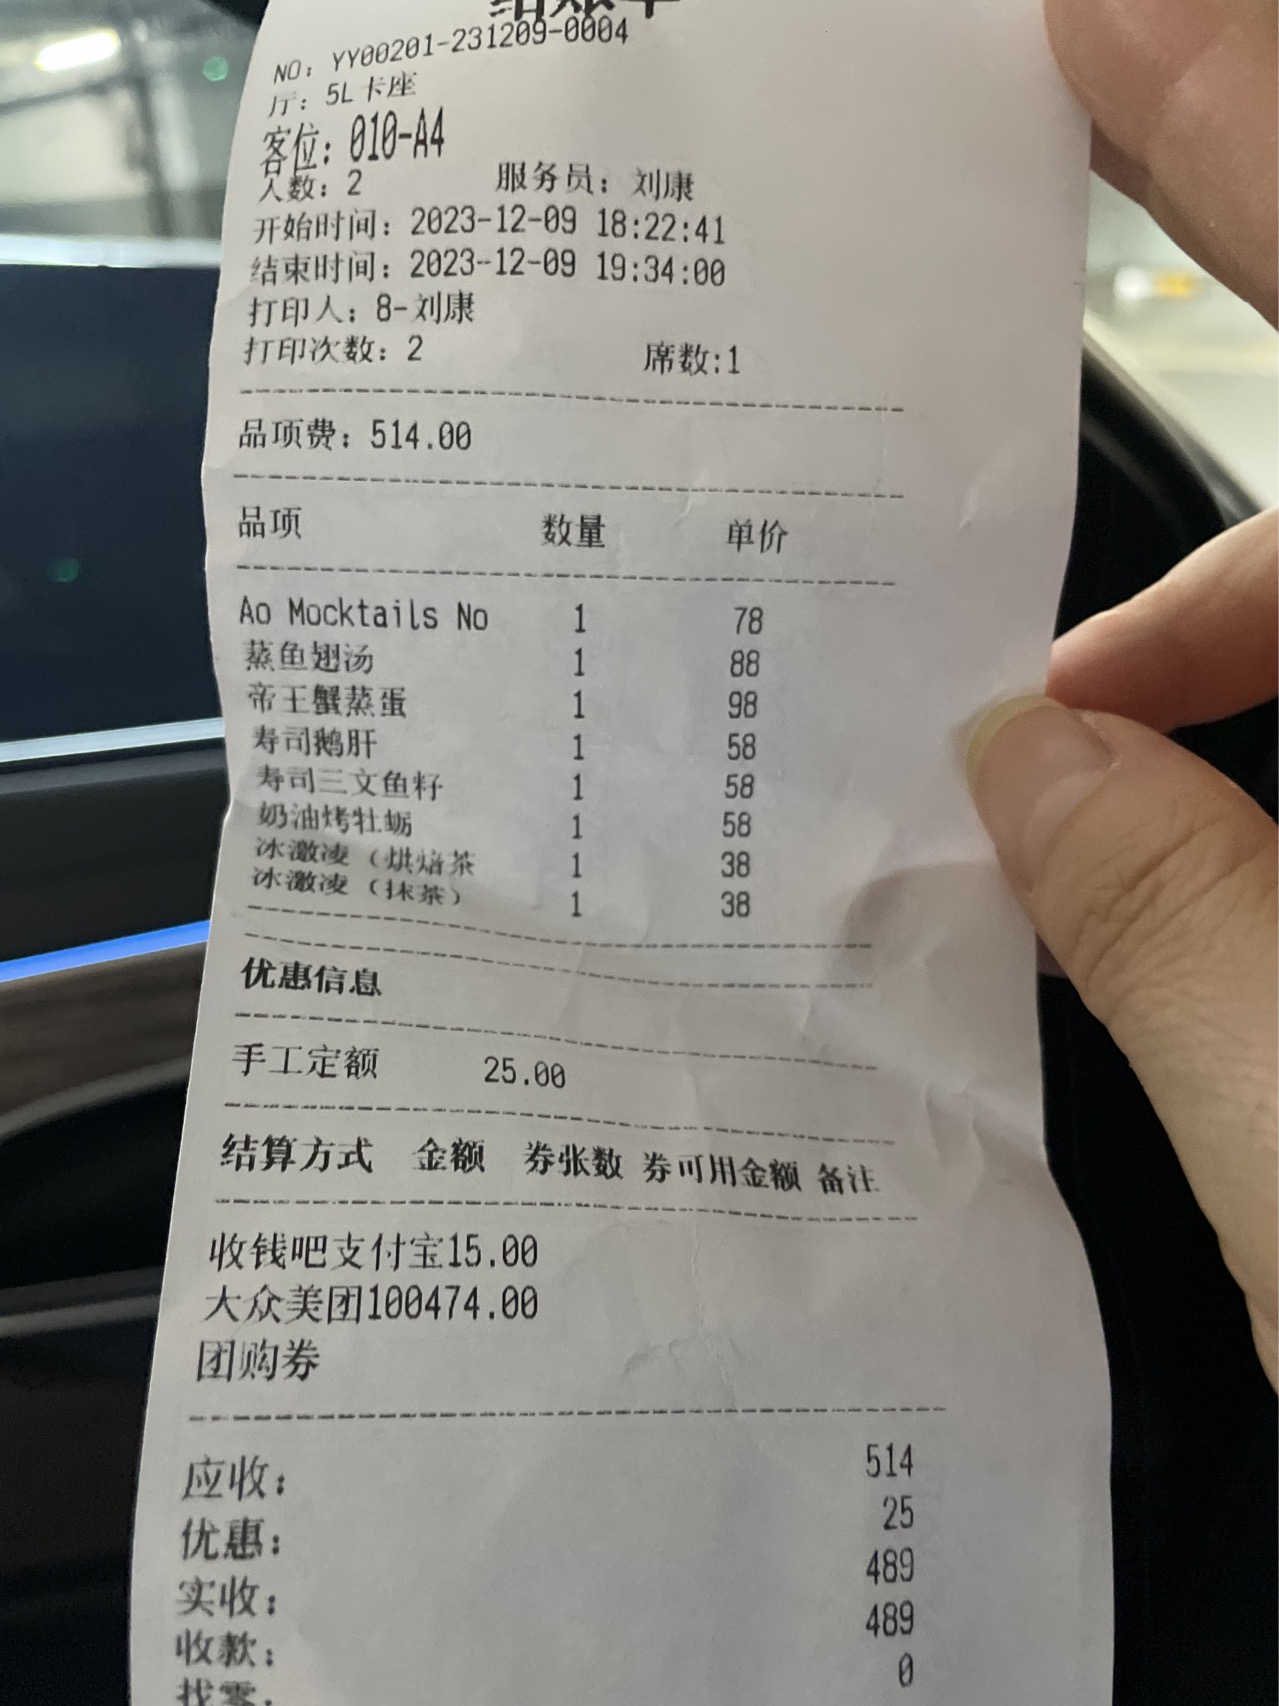 结账单
NO: YY00201-231209-0004
厅: 5L卡座
客位: 010-A4
人数: 2 服务员: 刘康
开始时间: 2023-12-09 18:22:41
结束时间: 2023-12-09 19:34:00
打印人: 8-刘康
打印次数: 2 席数:1
品项费: 514.00
品项 数量 单价
Ao Mocktails No 1 78
蒸鱼翅汤 1 88
帝王蟹蒸蛋 1 98
寿司鹅肝 1 58
寿司三文鱼籽 1 58
奶油烤牡蛎 1 58
冰激凌（烘焙茶 1 38
冰激凌（抹茶） 1 38
优惠信息
手工定额 25.00
结算方式 金额 券张数 券可用金额 备注
收钱吧支付宝15.00
大众美团100474.00
团购券
应收: 514
优惠: 25
实收: 489
收款: 489
找零: 0